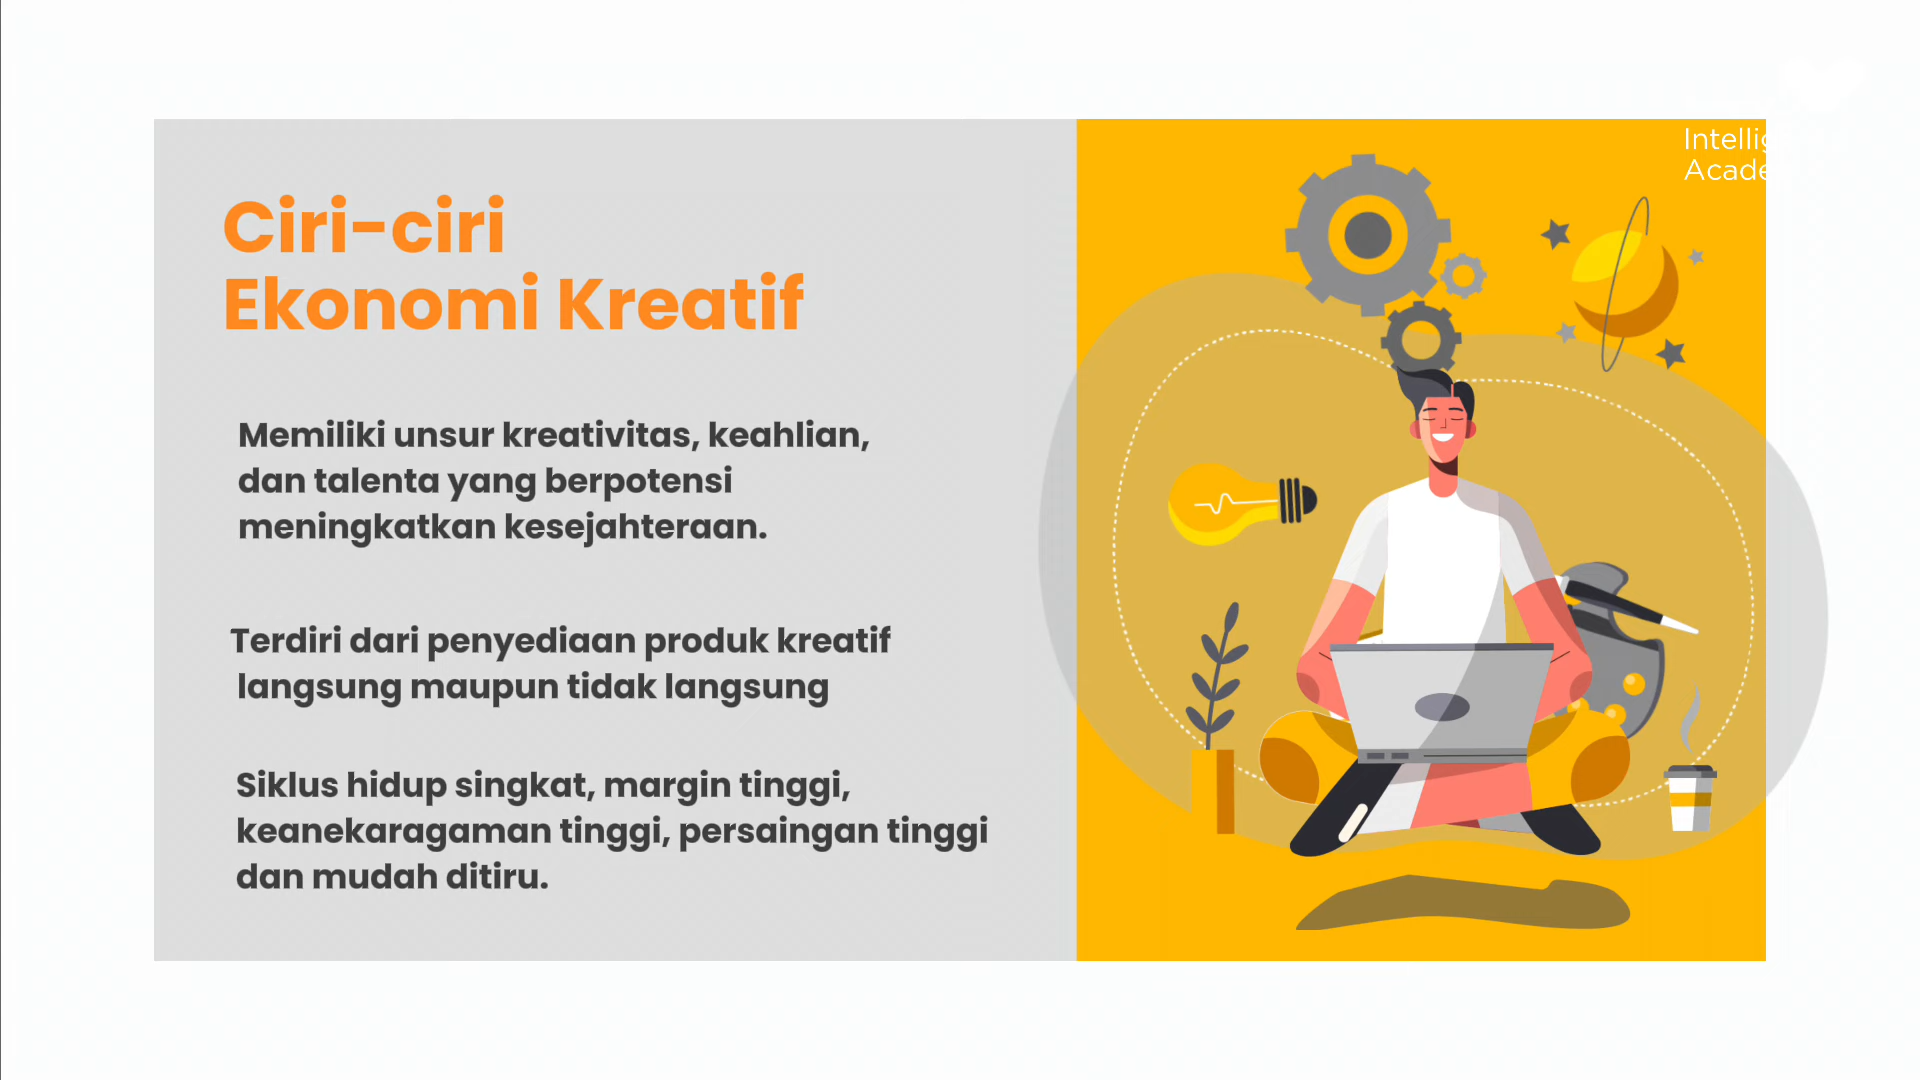 Ciri-ciri
Ekonomi Kreatif
Memiliki unsur kreativitas, keahlian,
dan talenta yang berpotensi
meningkatkan kesejahteraan.
Terdiri dari penyediaan produk kreatif
langsung maupun tidak langsung
Siklus hidup singkat, margin tinggi,
keanekaragaman tinggi, persaingan tinggi
dan mudah ditiru.